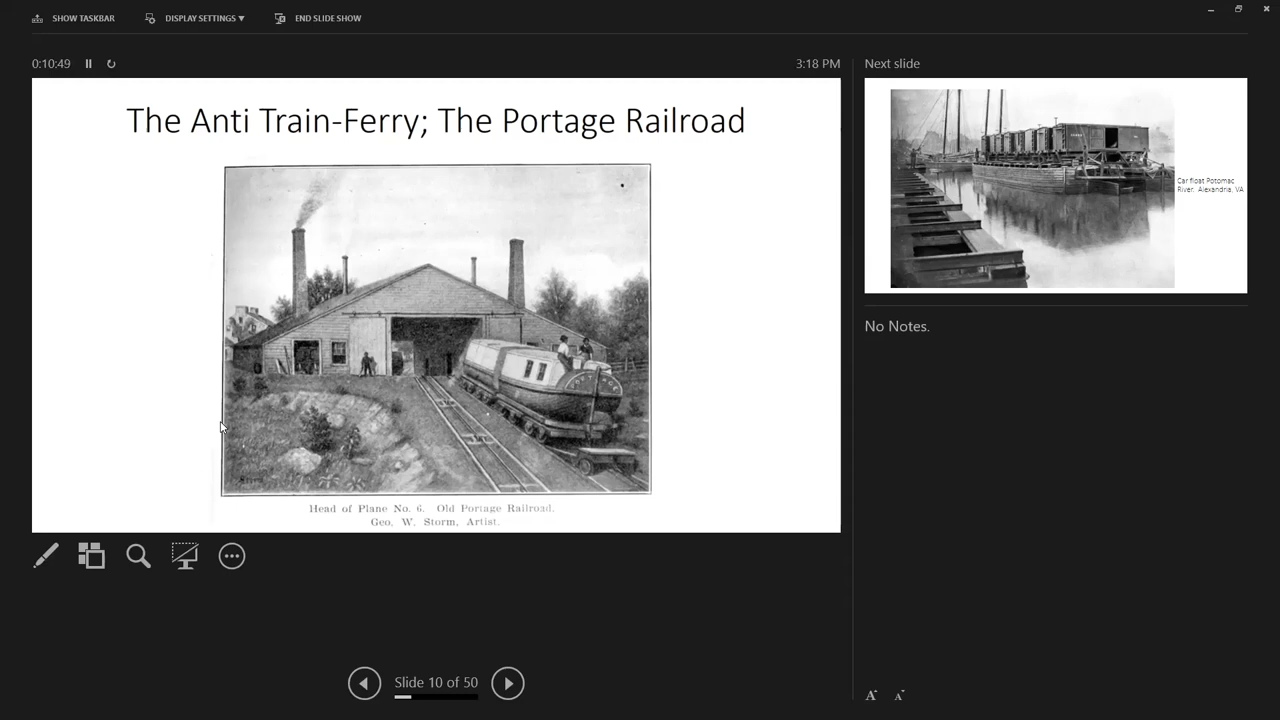 SHOW TASKBAR
DISPLAY SETTINGS ▼
END SLIDE SHOW
0:10:49
3:18 PM
Next slide
The Anti Train-Ferry; The Portage Railroad
Head of Plane No. 6. Old Portage Railroad.
Geo, W. Storm, Artist.
Car float Potomac
River. Alexandria, VA
No Notes.
Slide 10 of 50
A
A